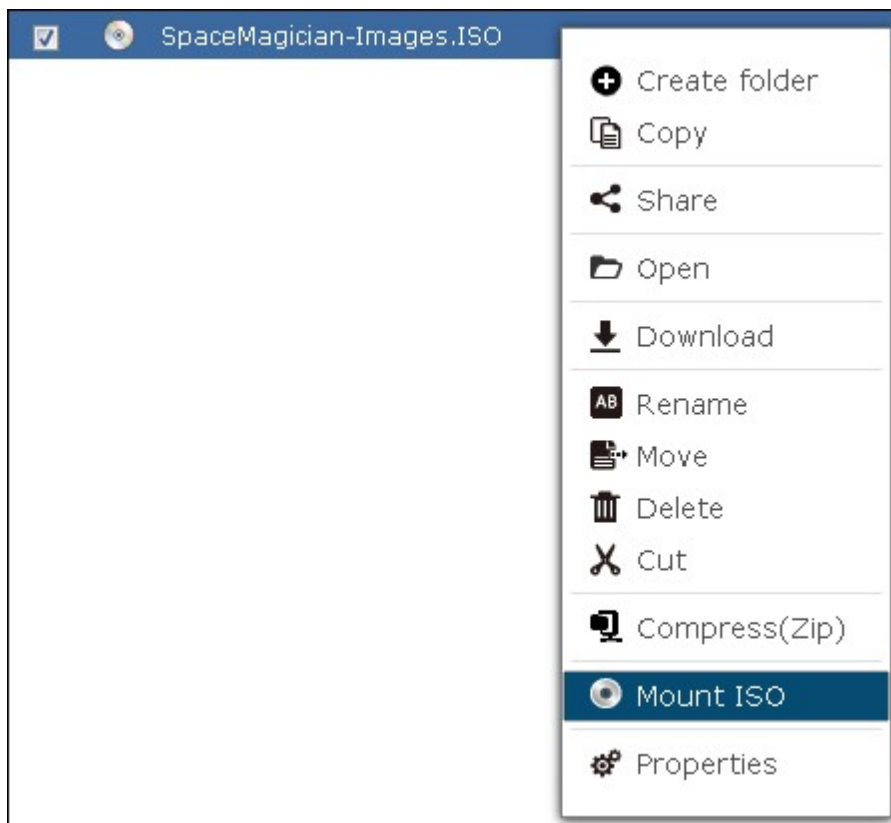 SpaceMagician-Images.ISO
Create folder
Copy
Share
Open
Download
AB Rename
Move
Delete
Cut
Compress(Zip)
Mount ISO
Properties